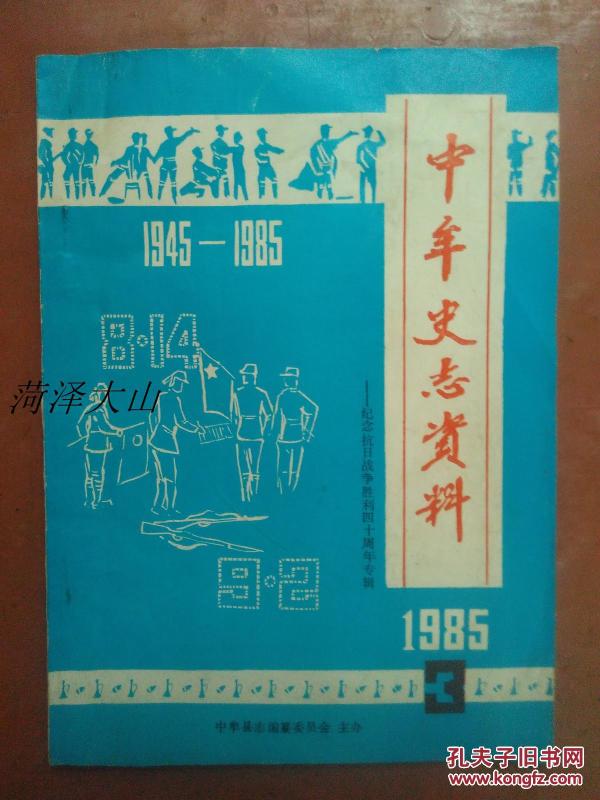 中牟史志資料
1945—1985
8·14
——纪念抗日战争胜利四十周年专辑
菏泽大山
1985
3
中牟县志编纂委员会 主办
孔夫子旧书网
www.kongfz.com